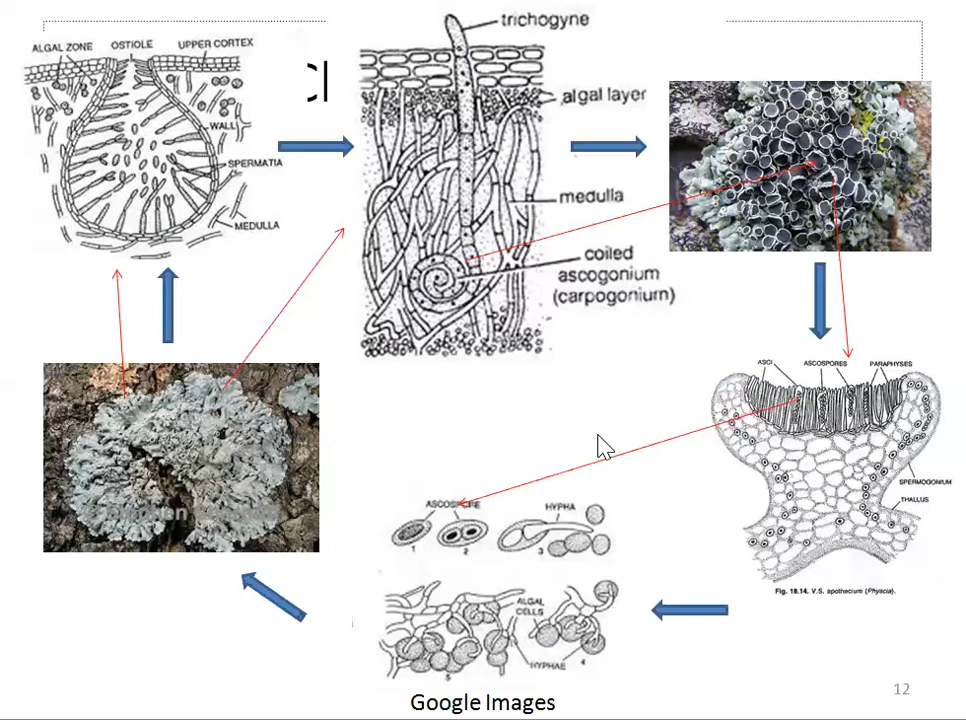 ALGAL ZONE
OSTIOLE
UPPER CORTEX
WALL
SPERMATIA
MEDULLA
trichogyne
algal layer
medulla
coiled
ascogonium
(carpogonium)
ASCI
ASCOSPORES
PARAPHYSES
SPERMOGONIUM
THALLUS
Fig. 18.14. V.S. apothecium (Physcia).
HYPHA
1
2
3
ALGAL
CELLS
HYPHAE
4
5
Google Images
12